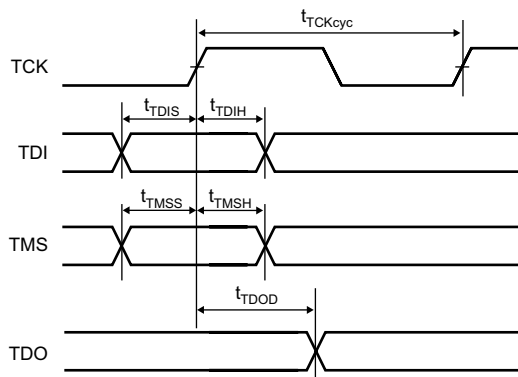 tTCKcyc
TCK
tTDIS tTDIH
TDI
tTMSS tTMSH
TMS
tTDOD
TDO